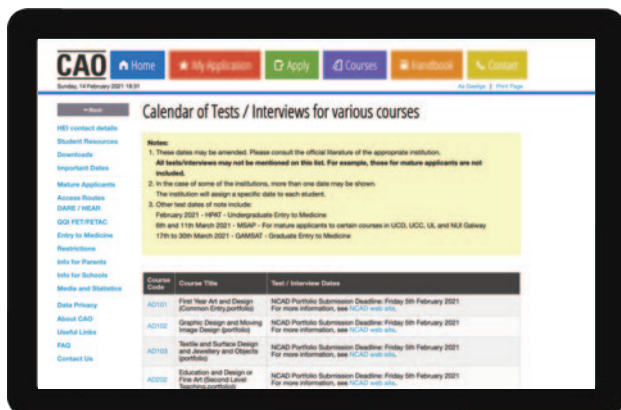 CAO
Home
My Application
Apply
Courses
Handbook
Contact
Sunday, 14 February 2021 18:31
As Gaeilge | Print Page
Back
HEI contact details
Student Resources
Downloads
Important Dates
Mature Applicants
Access Routes
DARE / HEAR
QQI FET/FETAC
Entry to Medicine
Restrictions
Info for Parents
Info for Schools
Media and Statistics
Data Privacy
About CAO
Useful Links
FAQ
Contact Us
Calendar of Tests / Interviews for various courses
Notes:
1. These dates may be amended. Please consult the official literature of the appropriate institution.
All tests/interviews may not be mentioned on this list. For example, those for mature applicants are not
included.
2. In the case of some of the institutions, more than one date may be shown.
The institution will assign a specific date to each student.
3. Other test dates of note include:
February 2021 - HPAT - Undergraduate Entry to Medicine
6th and 11th March 2021 - MSAP - For mature applicants to certain courses in UCD, UCC, UL and NUI Galway
17th to 30th March 2021 - GAMSAT - Graduate Entry to Medicine
Course
Code
Course Title
Test / Interview Dates
AD101
First Year Art and Design
(Common Entry,portfolio)
NCAD Portfolio Submission Deadline: Friday 5th February 2021
For more information, see NCAD web site.
AD102
Graphic Design and Moving
Image Design (portfolio)
NCAD Portfolio Submission Deadline: Friday 5th February 2021
For more information, see NCAD web site.
AD103
Textile and Surface Design
and Jewellery and Objects
(portfolio)
NCAD Portfolio Submission Deadline: Friday 5th February 2021
For more information, see NCAD web site.
AD202
Education and Design or
Fine Art (Second Level
Teaching,portfolio)
NCAD Portfolio Submission Deadline: Friday 5th February 2021
For more information, see NCAD web site.